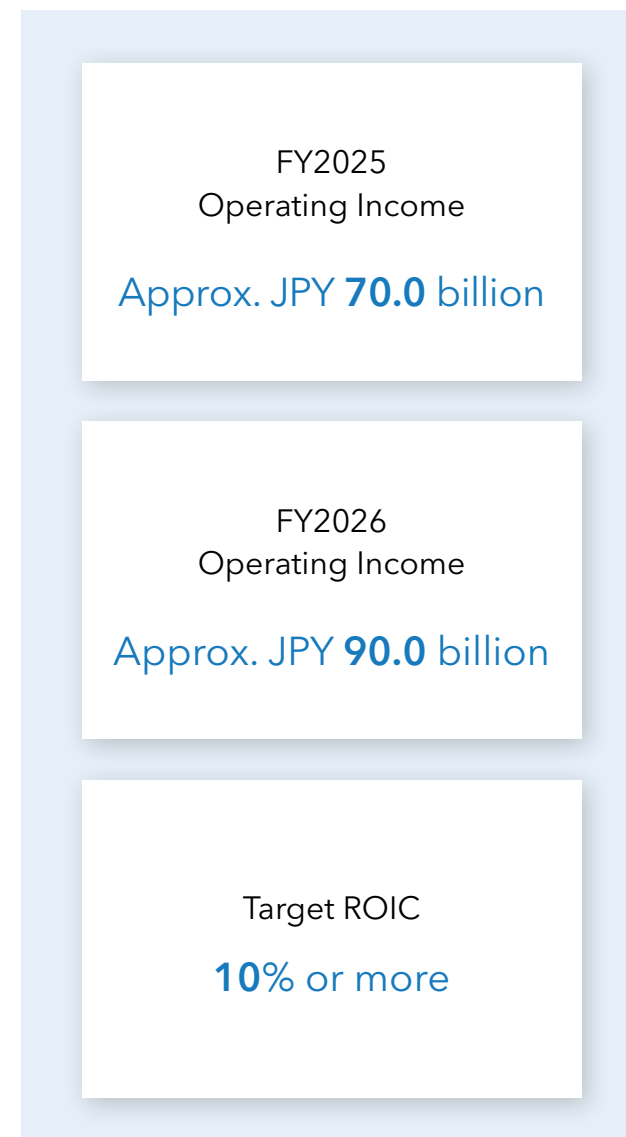 FY2025
Operating Income
Approx. JPY 70.0 billion
FY2026
Operating Income
Approx. JPY 90.0 billion
Target ROIC
10% or more